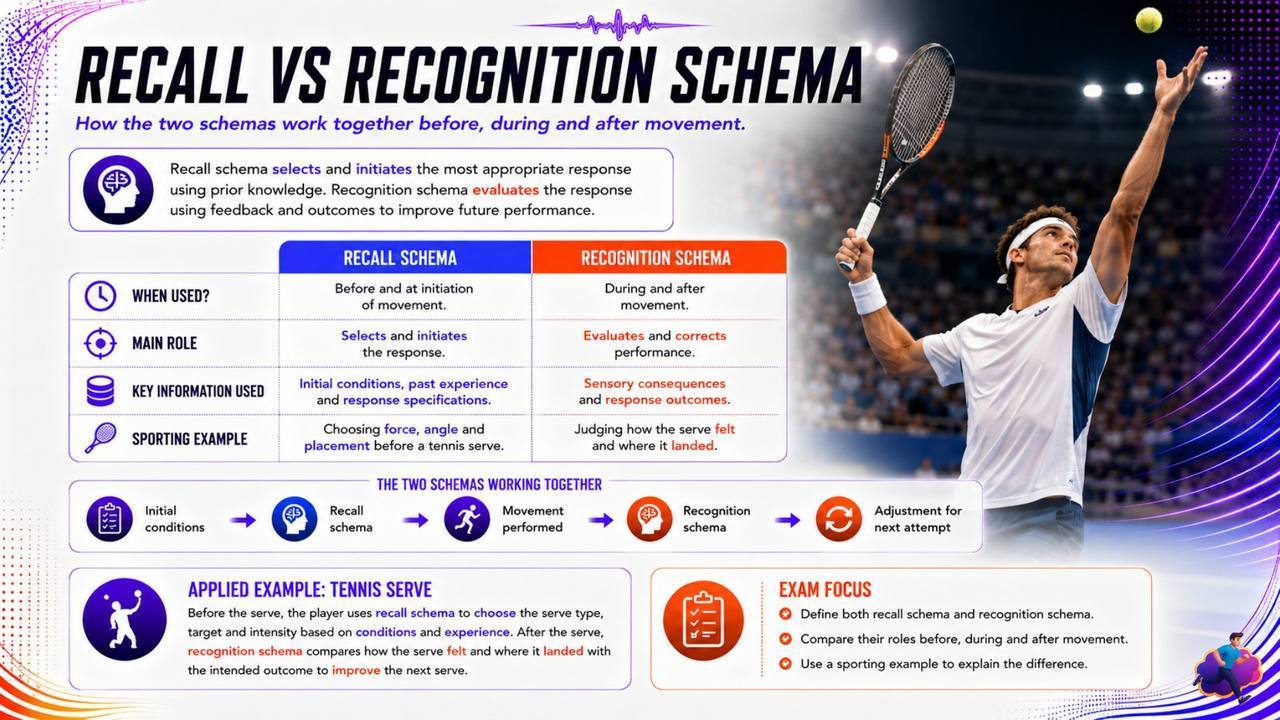 RECALL VS RECOGNITION SCHEMA
How the two schemas work together before, during and after movement.
Recall schema selects and initiates the most appropriate response
using prior knowledge. Recognition schema evaluates the response
using feedback and outcomes to improve future performance.
RECALL SCHEMA
RECOGNITION SCHEMA
WHEN USED?
Before and at initiation
of movement.
During and after
movement.
MAIN ROLE
Selects and initiates
the response.
Evaluates and corrects
performance.
KEY INFORMATION USED
Initial conditions, past experience
and response specifications.
Sensory consequences
and response outcomes.
SPORTING EXAMPLE
Choosing force, angle and
placement before a tennis serve.
Judging how the serve felt
and where it landed.
THE TWO SCHEMAS WORKING TOGETHER
Initial
conditions
Recall
schema
Movement
performed
Recognition
schema
Adjustment for
next attempt
APPLIED EXAMPLE: TENNIS SERVE
Before the serve, the player uses recall schema to choose the serve type,
target and intensity based on conditions and experience. After the serve,
recognition schema compares how the serve felt and where it landed with
the intended outcome to improve the next serve.
EXAM FOCUS
Define both recall schema and recognition schema.
Compare their roles before, during and after movement.
Use a sporting example to explain the difference.